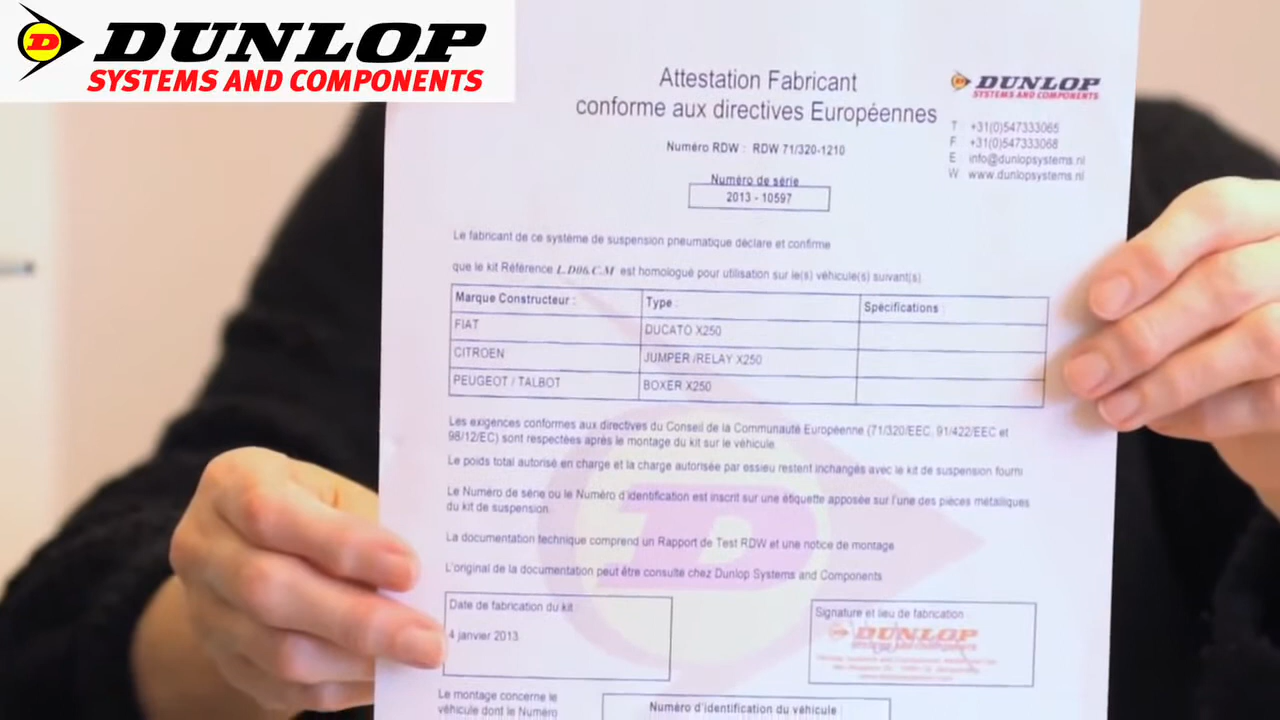 DUNLOP
SYSTEMS AND COMPONENTS
Attestation Fabricant
conforme aux directives Européennes
DUNLOP
SYSTEMS AND COMPONENTS
T +31(0)547333065
F +31(0)547333068
E info@dunlopsystems.nl
W www.dunlopsystems.nl
Numéro RDW : RDW 71/320-1210
Numéro de série
2013 - 10597
Le fabricant de ce système de suspension pneumatique déclare et confirme
que le kit Référence L.D06.C.M est homologué pour utilisation sur le(s) véhicule(s) suivant(s)
Marque Constructeur : Type : Spécifications
FIAT DUCATO X250
CITROEN JUMPER /RELAY X250
PEUGEOT / TALBOT BOXER X250
Les exigences conformes aux directives du Conseil de la Communauté Européenne (71/320/EEC, 91/422/EEC et
98/12/EC) sont respectées après le montage du kit sur le véhicule.
Le poids total autorisé en charge et la charge autorisée par essieu restent inchangés avec le kit de suspension fourni
Le Numéro de série ou le Numéro d'identification est inscrit sur une étiquette apposée sur l'une des pièces métalliques
du kit de suspension.
La documentation technique comprend un Rapport de Test RDW et une notice de montage
L'original de la documentation peut être consulté chez Dunlop Systems and Components
Date de fabrication du kit
4 janvier 2013
Signature et lieu de fabrication
DUNLOP
SYSTEMS AND COMPONENTS
Le montage concerne le
véhicule dont le Numéro
Numéro d'identification du véhicule